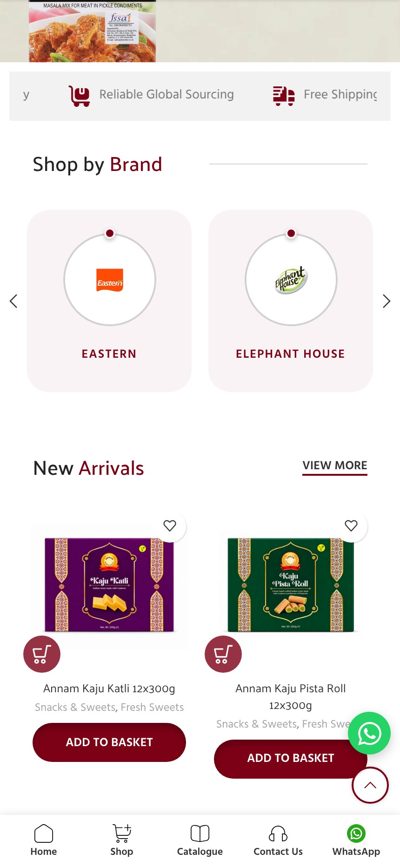 MASALA MIX FOR MEAT IN PICKLE CONDIMENTS
fssai
y
Reliable Global Sourcing
Free Shipping
Shop by Brand
Eastern
Elephant House
EASTERN
ELEPHANT HOUSE
New Arrivals
VIEW MORE
Kaju Katli
Kaju
Pista Roll
Annam Kaju Katli 12x300g
Snacks & Sweets, Fresh Sweets
ADD TO BASKET
Annam Kaju Pista Roll
12x300g
Snacks & Sweets, Fresh Swe
ADD TO BASKET
Home
Shop
Catalogue
Contact Us
WhatsApp